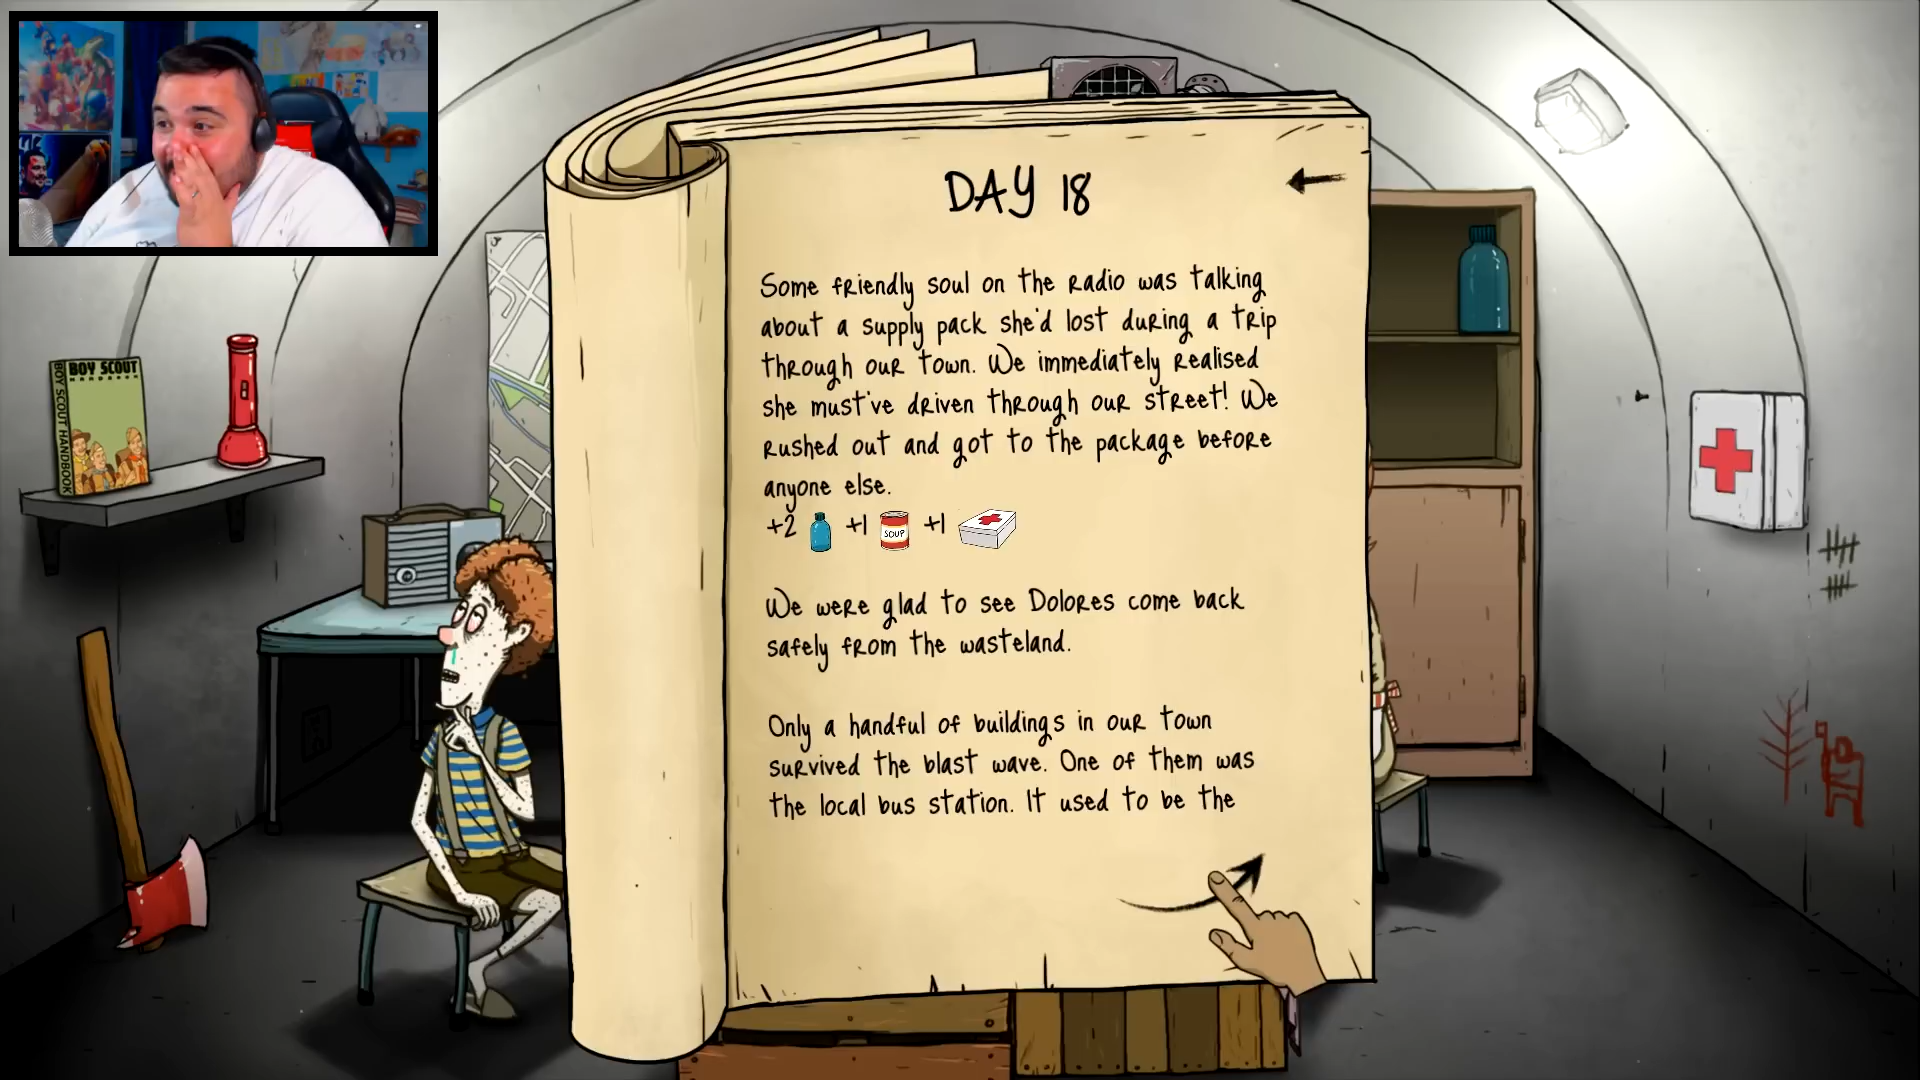 DAY 18
Some friendly soul on the radio was talking
about a supply pack she'd lost during a trip
through our town. We immediately realised
she must've driven through our street! We
rushed out and got to the package before
anyone else.
+2 +1 SOUP +1
We were glad to see Dolores come back
safely from the wasteland.
Only a handful of buildings in our town
survived the blast wave. One of them was
the local bus station. It used to be the
BOY SCOUT
HANDBOOK
BOY SCOUT HANDBOOK